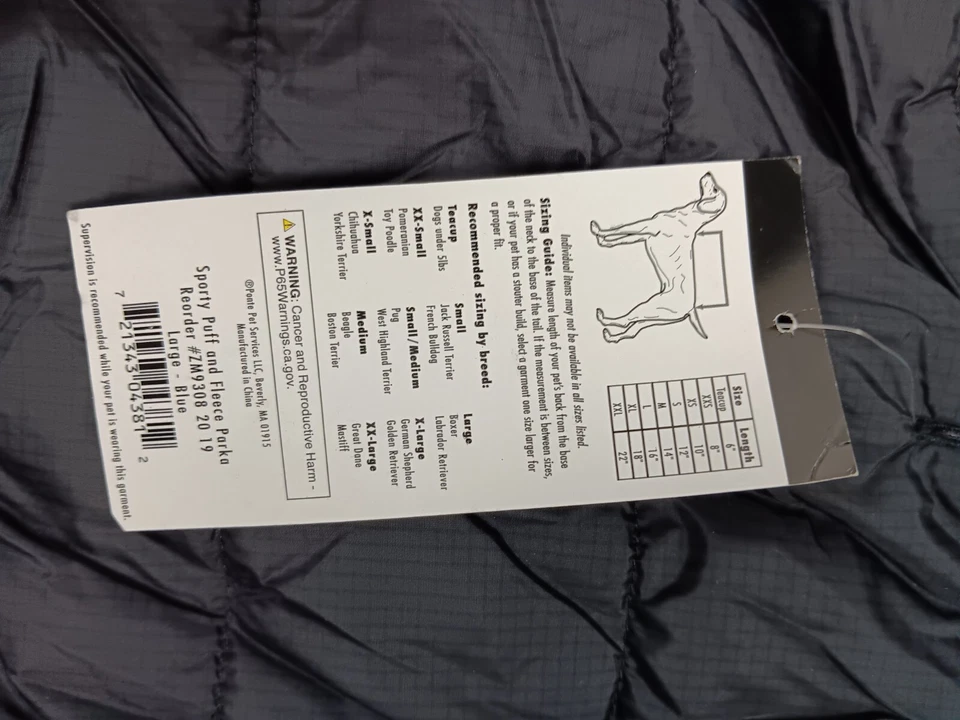 Size Length
Teacup 6"
XXS 8"
XS 10"
S 12"
M 14"
L 16"
XL 18"
XXL 22"
Individual items may not be available in all sizes listed.
Sizing Guide: Measure length of your pet's back from the base
of the neck to the base of the tail. If the measurement is between sizes,
or if your pet has a stouter build, select a garment one size larger for
a proper fit.
Recommended sizing by breed:
Teacup
Dogs under 5lbs
XX-Small
Pomeranian
Toy Poodle
X-Small
Chihuahua
Yorkshire Terrier
Small
Jack Russell Terrier
French Bulldog
Small/Medium
Pug
West Highland Terrier
Medium
Beagle
Boston Terrier
Large
Boxer
Labrador Retriever
X-Large
German Shepherd
Golden Retriever
XX-Large
Great Dane
Mastiff
WARNING: Cancer and Reproductive Harm -
www.P65Warnings.ca.gov.
®Ponte Pet Services LLC, Beverly, MA 01915
Manufactured in China
Sporty Puff and Fleece Parka
Reorder #ZM9308 20 19
Large - Blue
7 21343 04381 2
Supervision is recommended while your pet is wearing this garment.